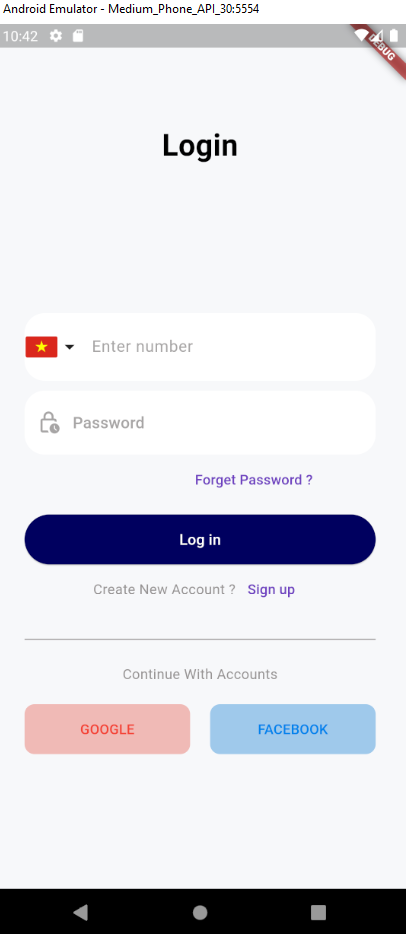 Android Emulator - Medium_Phone_API_30:5554
10:42
DEBUG
Login
Enter number
Password
Forget Password ?
Log in
Create New Account ? Sign up
Continue With Accounts
GOOGLE FACEBOOK